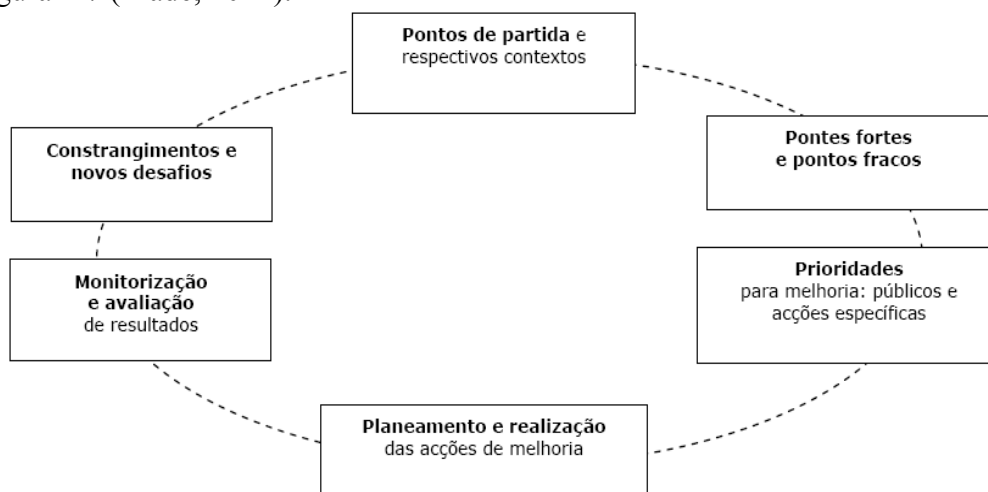 Pontos de partida e
respectivos contextos
Pontes fortes
e pontos fracos
Prioridades
para melhoria: públicos e
acções específicas
Planeamento e realização
das acções de melhoria
Monitorização
e avaliação
de resultados
Constrangimentos e
novos desafios